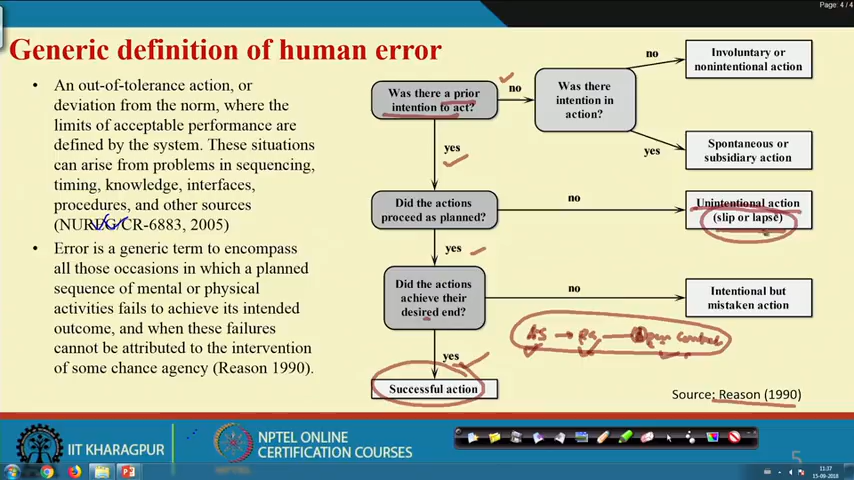 Page: 4/4
Generic definition of human error
• An out-of-tolerance action, or
deviation from the norm, where the
limits of acceptable performance are
defined by the system. These situations
can arise from problems in sequencing,
timing, knowledge, interfaces,
procedures, and other sources
(NUREG/CR-6883, 2005)
• Error is a generic term to encompass
all those occasions in which a planned
sequence of mental or physical
activities fails to achieve its intended
outcome, and when these failures
cannot be attributed to the intervention
of some chance agency (Reason 1990).
Was there a prior
intention to act?
no
Was there
intention in
action?
no
Involuntary or
nonintentional action
yes
Spontaneous or
subsidiary action
yes
Did the actions
proceed as planned?
no
Unintentional action
(slip or lapse)
yes
Did the actions
achieve their
desired end?
no
Intentional but
mistaken action
yes
Successful action
Source: Reason (1990)
IIT KHARAGPUR
NPTEL ONLINE
CERTIFICATION COURSES
5
11:37
15-09-2018